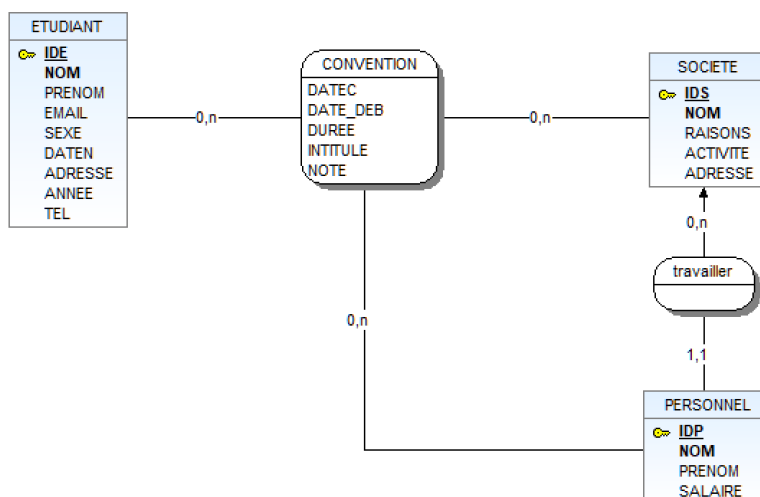 ETUDIANT
IDE
NOM
PRENOM
EMAIL
SEXE
DATEN
ADRESSE
ANNEE
TEL
0,n
CONVENTION
DATEC
DATE_DEB
DUREE
INTITULE
NOTE
0,n
SOCIETE
IDS
NOM
RAISONS
ACTIVITE
ADRESSE
0,n
travailler
0,n
1,1
PERSONNEL
IDP
NOM
PRENOM
SALAIRE